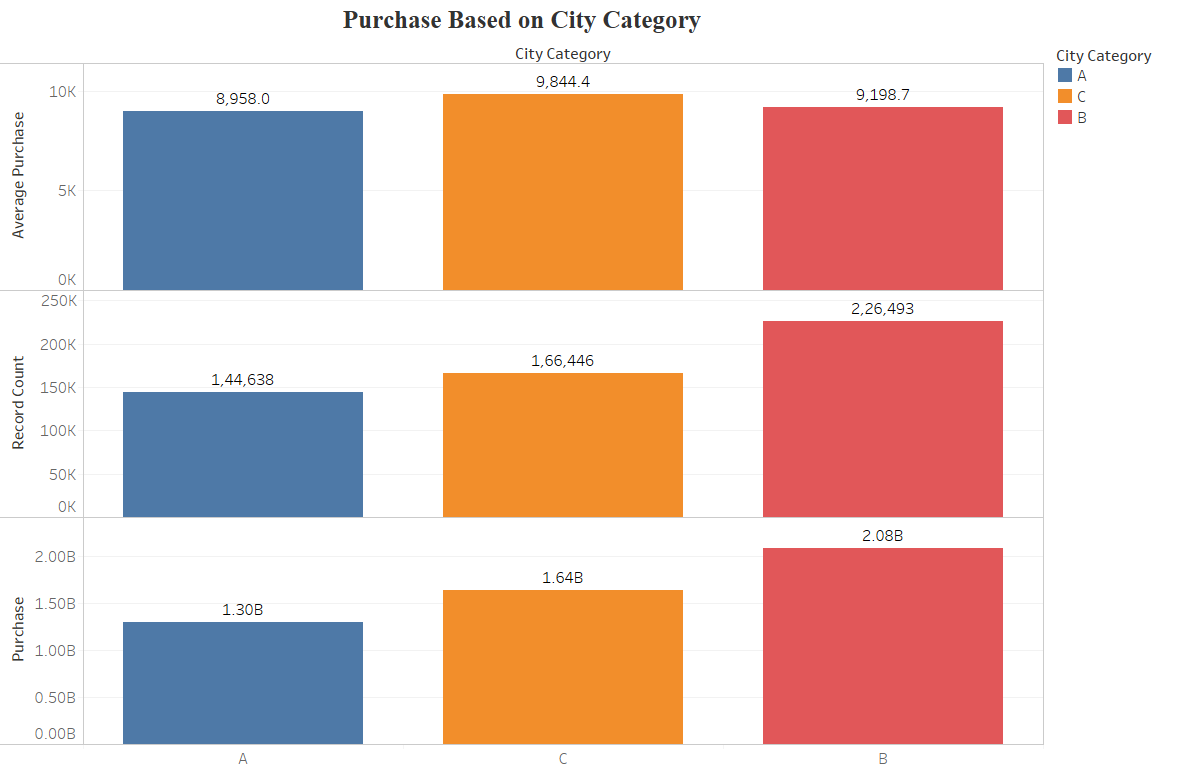 Purchase Based on City Category
City Category
City Category
A
C
B
Average Purchase
10K
5K
0K
8,958.0
9,844.4
9,198.7
Record Count
250K
200K
150K
100K
50K
0K
1,44,638
1,66,446
2,26,493
Purchase
2.00B
1.50B
1.00B
0.50B
0.00B
1.30B
1.64B
2.08B
A
C
B